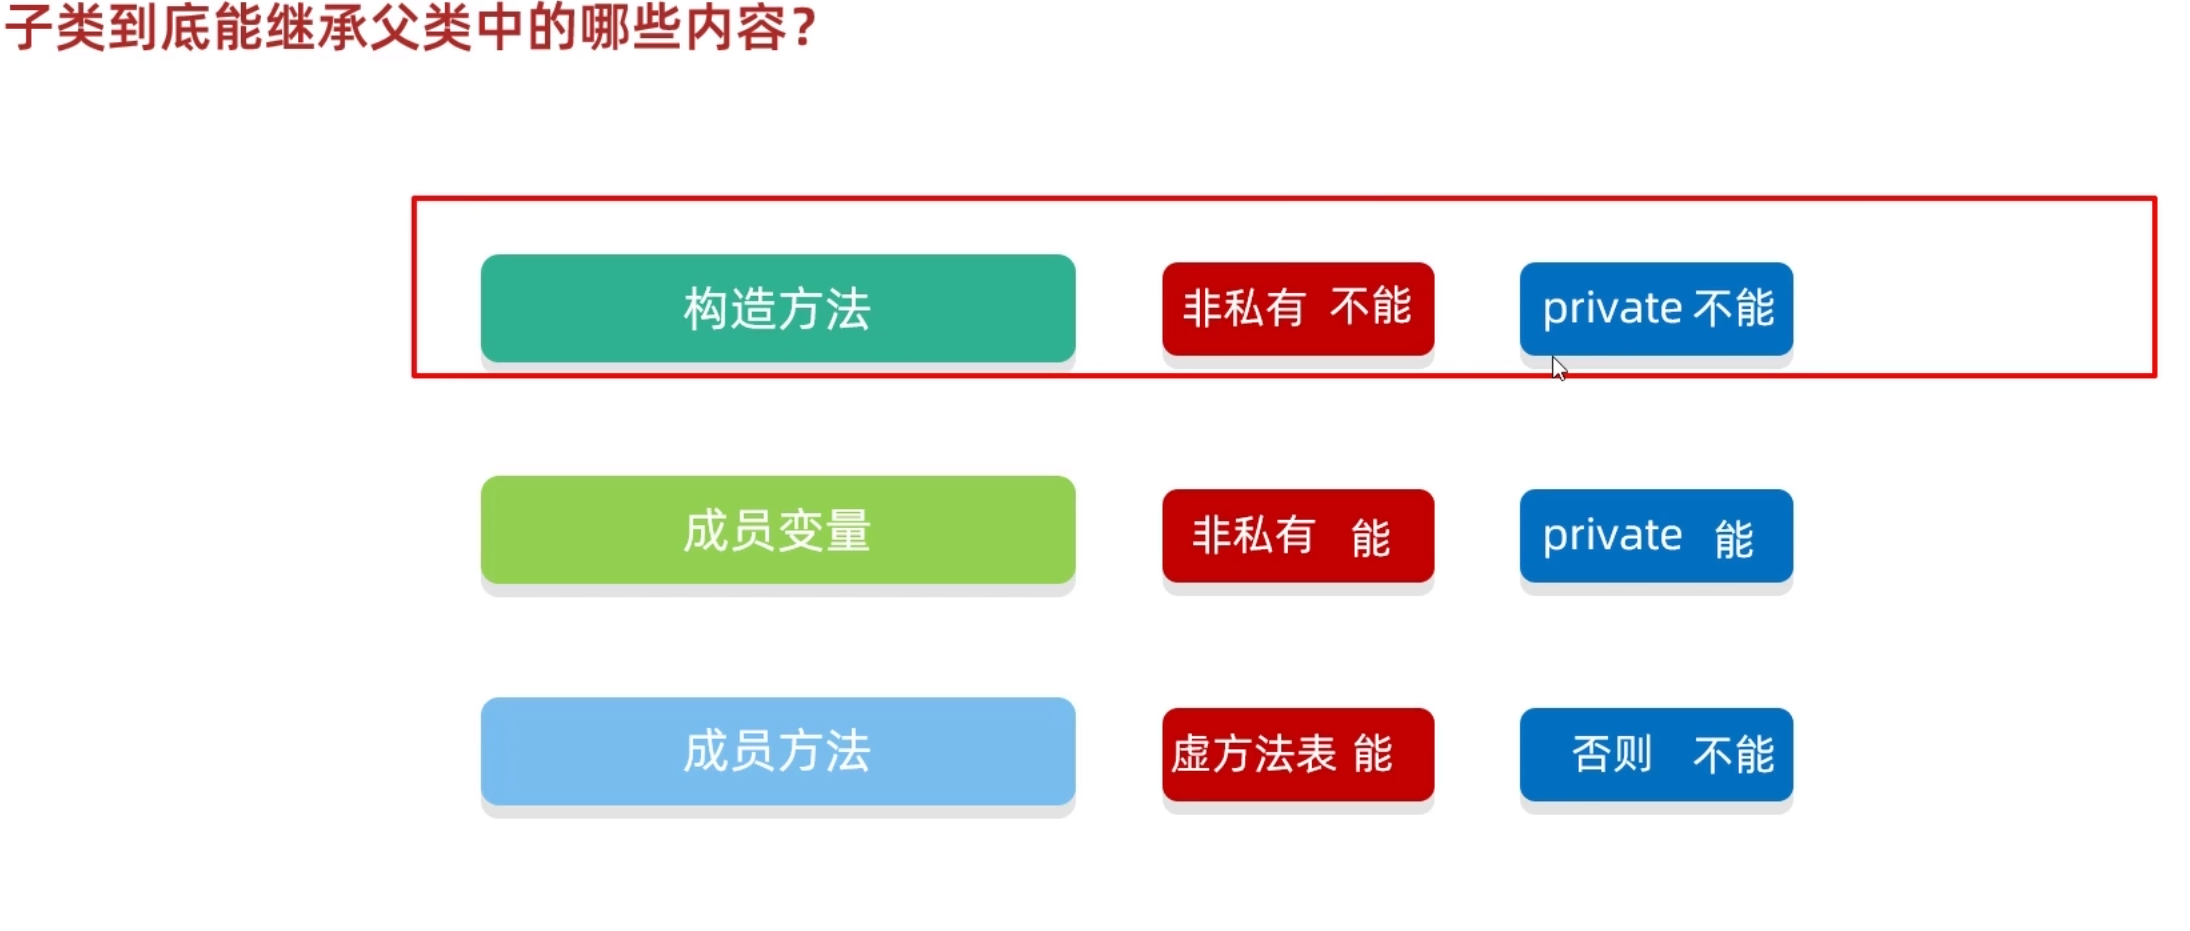 子类到底能继承父类中的哪些内容？
构造方法 非私有 不能 private 不能
成员变量 非私有 能 private 能
成员方法 虚方法表 能 否则 不能